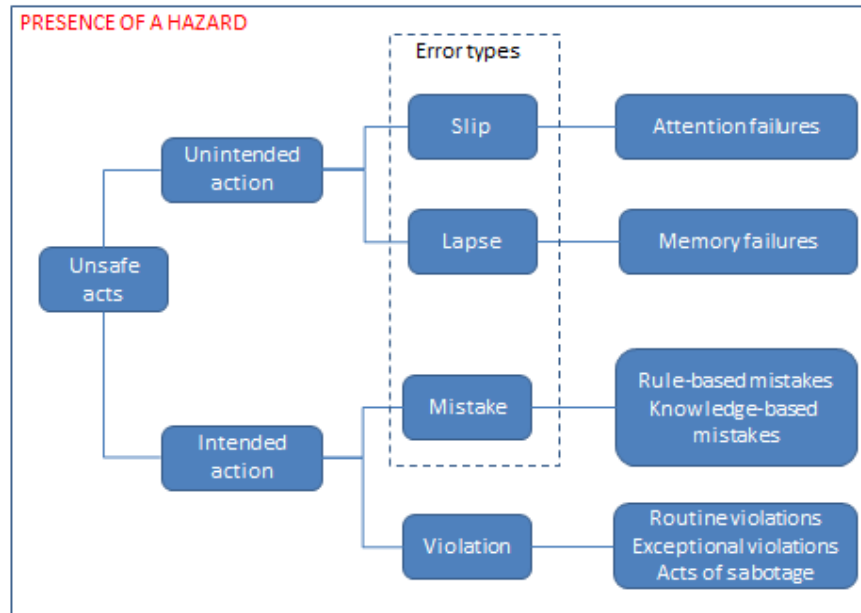 PRESENCE OF A HAZARD
Error types
Slip
Attention failures
Unintended
action
Lapse
Memory failures
Unsafe
acts
Mistake
Rule-based mistakes
Knowledge-based
mistakes
Intended
action
Violation
Routine violations
Exceptional violations
Acts of sabotage